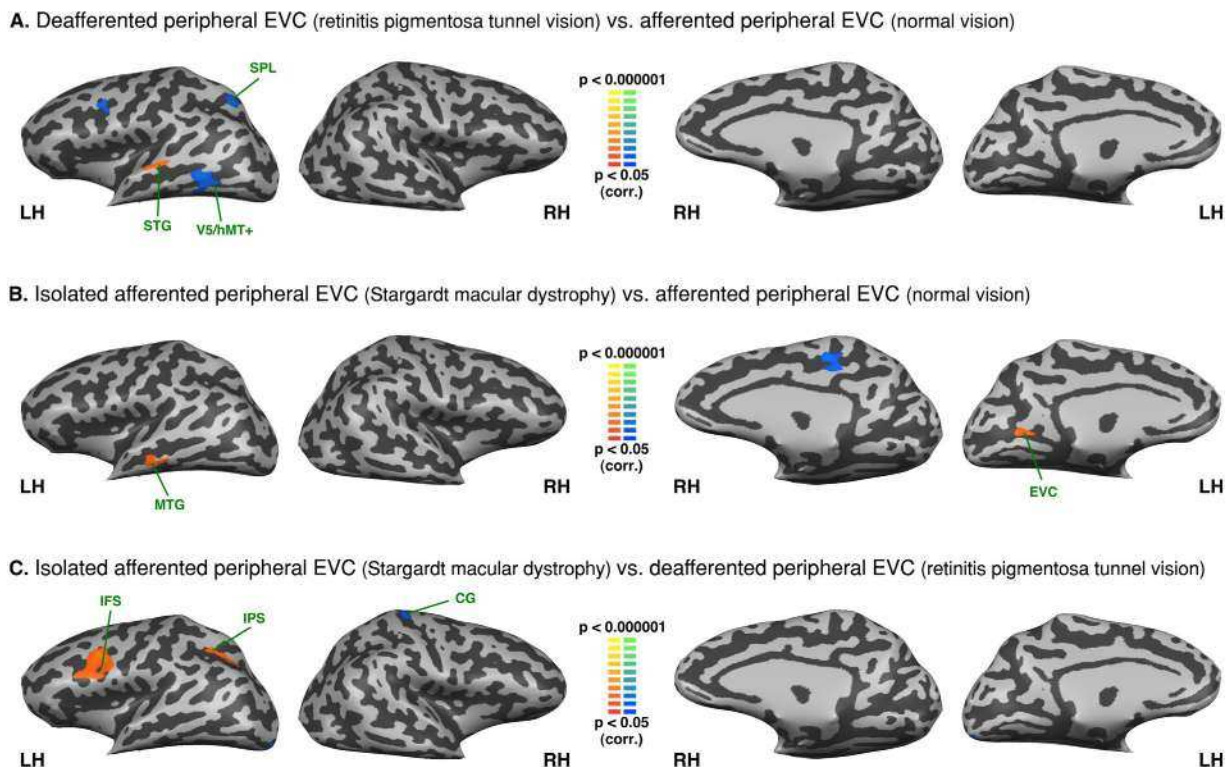 A. Deafferented peripheral EVC (retinitis pigmentosa tunnel vision) vs. afferented peripheral EVC (normal vision)
SPL
p < 0.000001
p < 0.05
(corr.)
LH
STG
V5/hMT+
RH
RH
LH
B. Isolated afferented peripheral EVC (Stargardt macular dystrophy) vs. afferented peripheral EVC (normal vision)
p < 0.000001
p < 0.05
(corr.)
LH
MTG
RH
RH
EVC
LH
C. Isolated afferented peripheral EVC (Stargardt macular dystrophy) vs. deafferented peripheral EVC (retinitis pigmentosa tunnel vision)
IFS
IPS
CG
p < 0.000001
p < 0.05
(corr.)
LH
RH
RH
LH